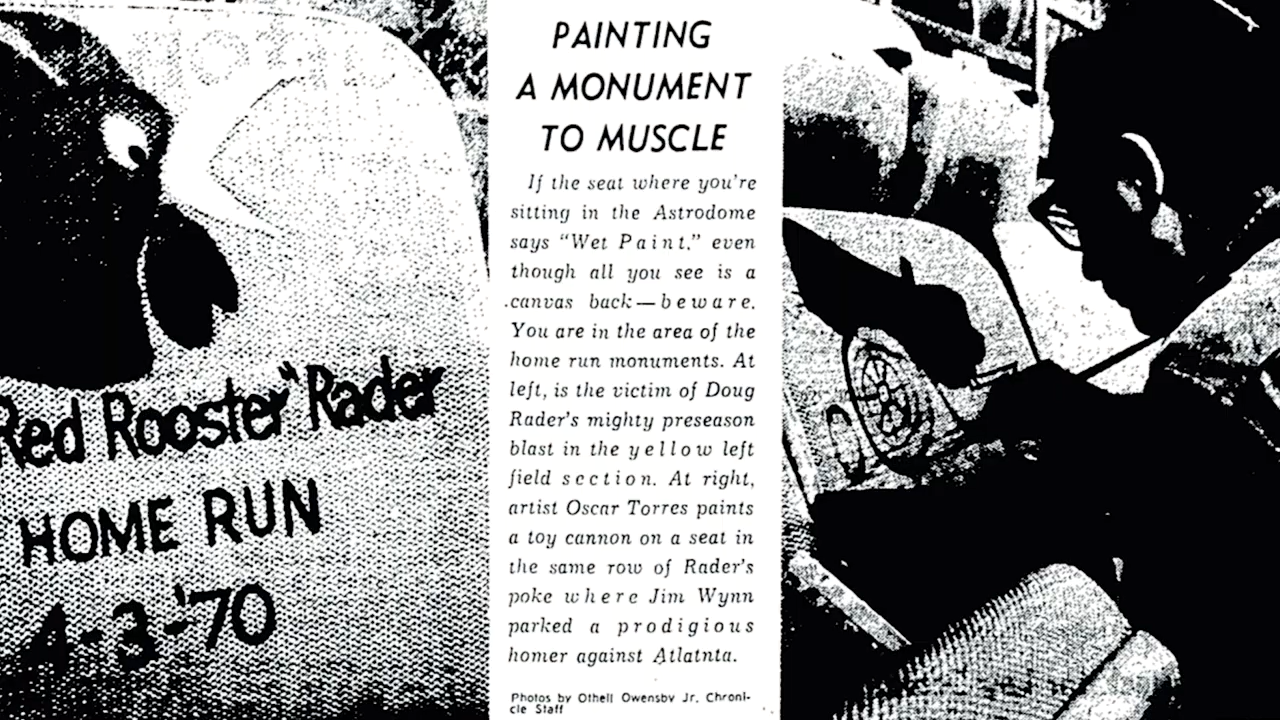 Red Rooster" Rader
HOME RUN
4-3-'70
PAINTING
A MONUMENT
TO MUSCLE
If the seat where you're
sitting in the Astrodome
says "Wet Paint," even
though all you see is a
canvas back—beware.
You are in the area of the
home run monuments. At
left, is the victim of Doug
Rader's mighty preseason
blast in the yellow left
field section. At right,
artist Oscar Torres paints
a toy cannon on a seat in
the same row of Rader's
poke where Jim Wynn
parked a prodigious
homer against Atlatnta.
Photos by Othell Owensby Jr. Chroni-
cle Staff